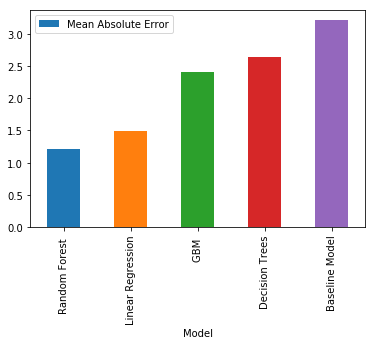 Mean Absolute Error
3.0
2.5
2.0
1.5
1.0
0.5
0.0
Random Forest
Linear Regression
GBM
Decision Trees
Baseline Model
Model